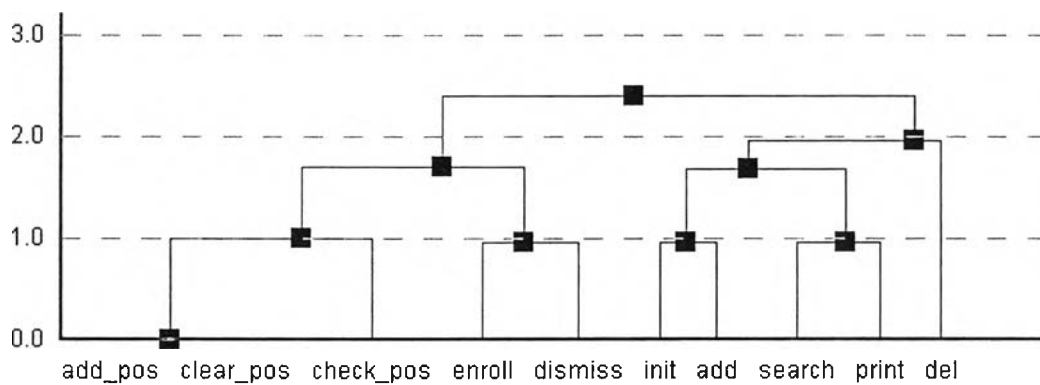 3.0
2.0
1.0
0.0
add_pos clear_pos check_pos enroll dismiss init add search print del